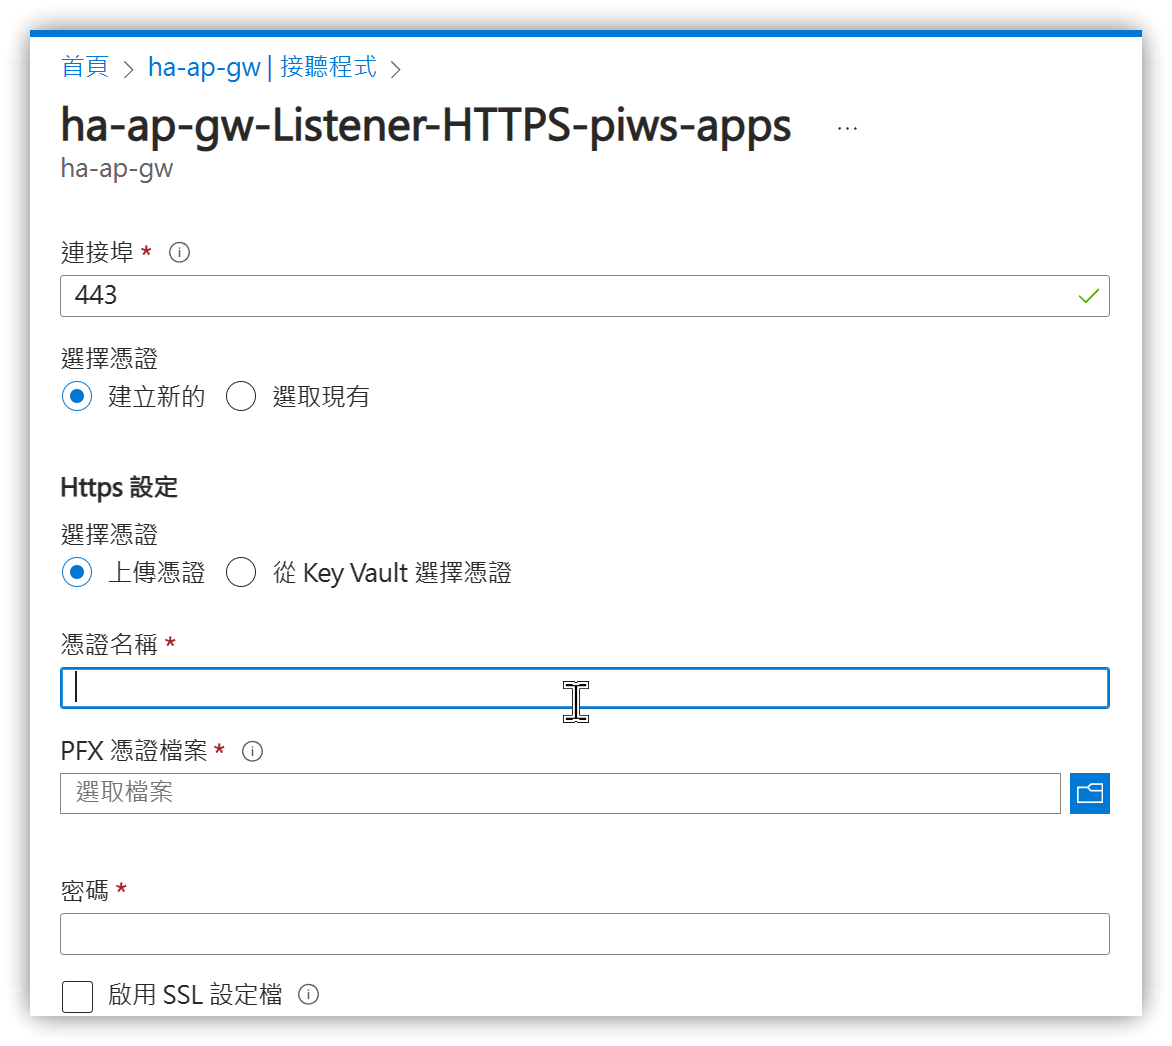 首頁 > ha-ap-gw | 接聽程式 >
ha-ap-gw-Listener-HTTPS-piws-apps ...
ha-ap-gw
連接埠 *
443
選擇憑證
建立新的 選取現有
Https 設定
選擇憑證
上傳憑證 從 Key Vault 選擇憑證
憑證名稱 *
PFX 憑證檔案 *
選取檔案
密碼 *
啟用 SSL 設定檔